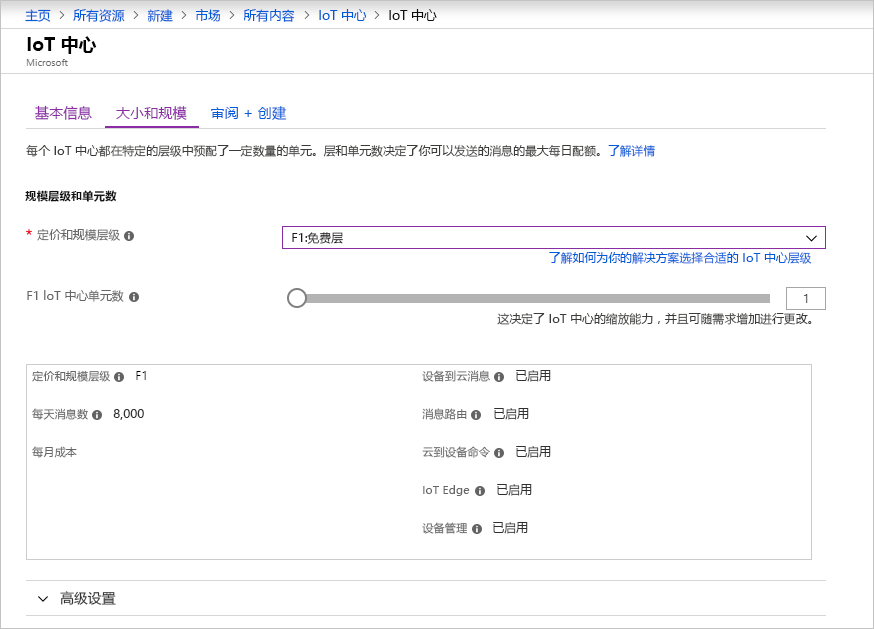 主页 > 所有资源 > 新建 > 市场 > 所有内容 > IoT 中心 > IoT 中心
IoT 中心
Microsoft
基本信息 大小和规模 审阅 + 创建
每个 IoT 中心都在特定的层级中预配了一定数量的单元。层和单元数决定了你可以发送的消息的最大每日配额。了解详情
规模层级和单元数
* 定价和规模层级 F1:免费层
了解如何为你的解决方案选择合适的 IoT 中心层级
F1 IoT 中心单元数 1
这决定了 IoT 中心的缩放能力，并且可随需求增加进行更改。
定价和规模层级 F1 设备到云消息 已启用
每天消息数 8,000 消息路由 已启用
每月成本 云到设备命令 已启用
IoT Edge 已启用
设备管理 已启用
高级设置